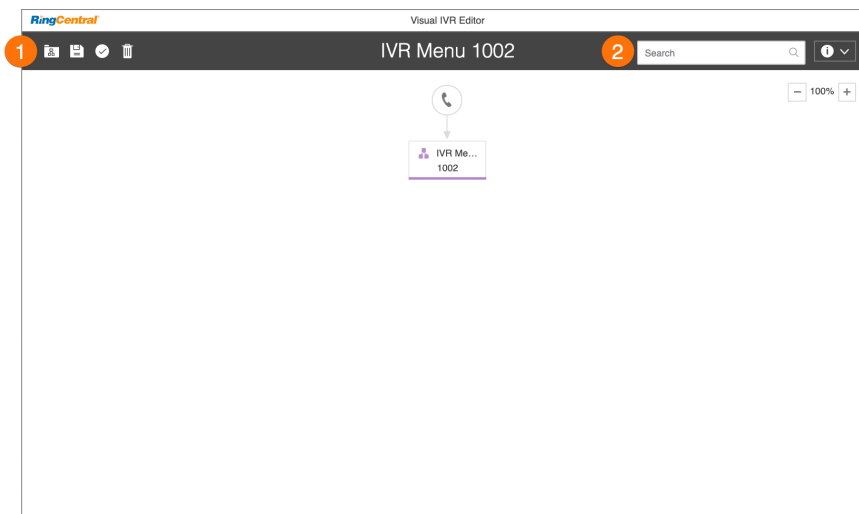 RingCentral
Visual IVR Editor
1
IVR Menu 1002
2
Search
− 100% +
IVR Me...
1002